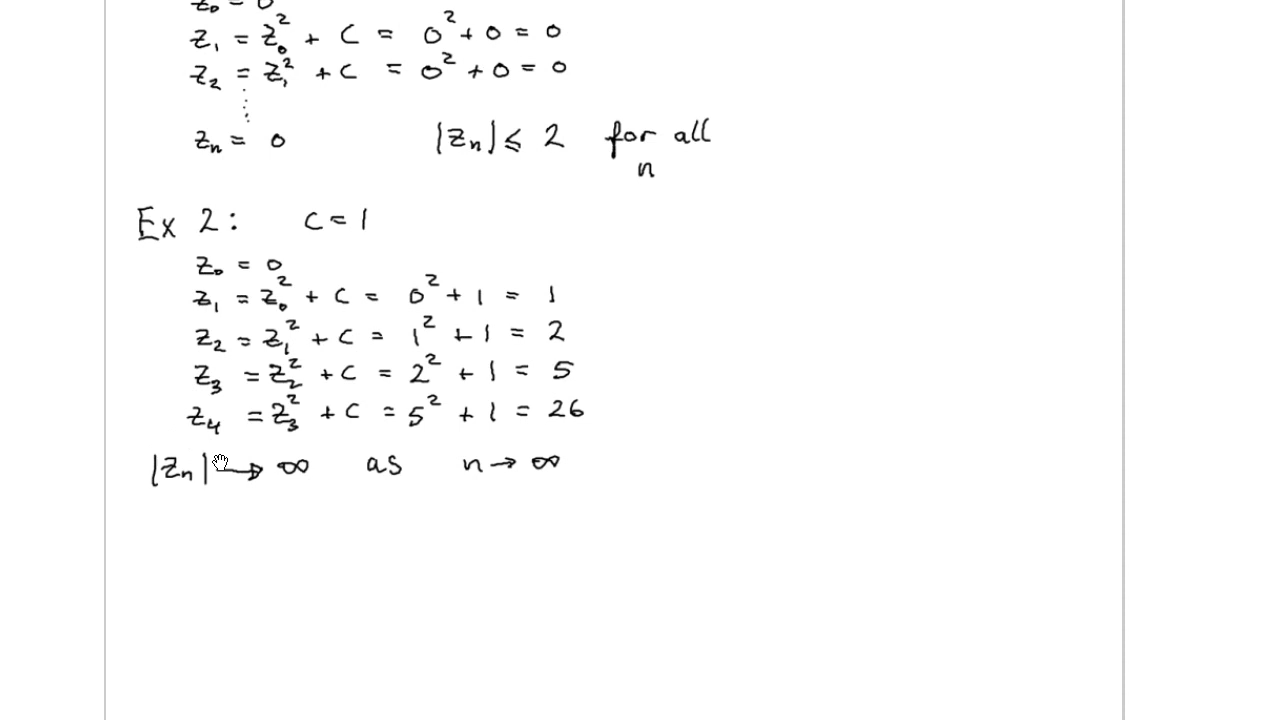 z₀ = 0
z₁ = z₀² + c = 0² + 0 = 0
z₂ = z₁² + c = 0² + 0 = 0
⋮
zₙ = 0 |zₙ| ≤ 2 for all
n
Ex 2: c = 1
z₀ = 0
z₁ = z₀² + c = 0² + 1 = 1
z₂ = z₁² + c = 1² + 1 = 2
z₃ = z₂² + c = 2² + 1 = 5
z₄ = z₃² + c = 5² + 1 = 26
|zₙ| → ∞ as n → ∞